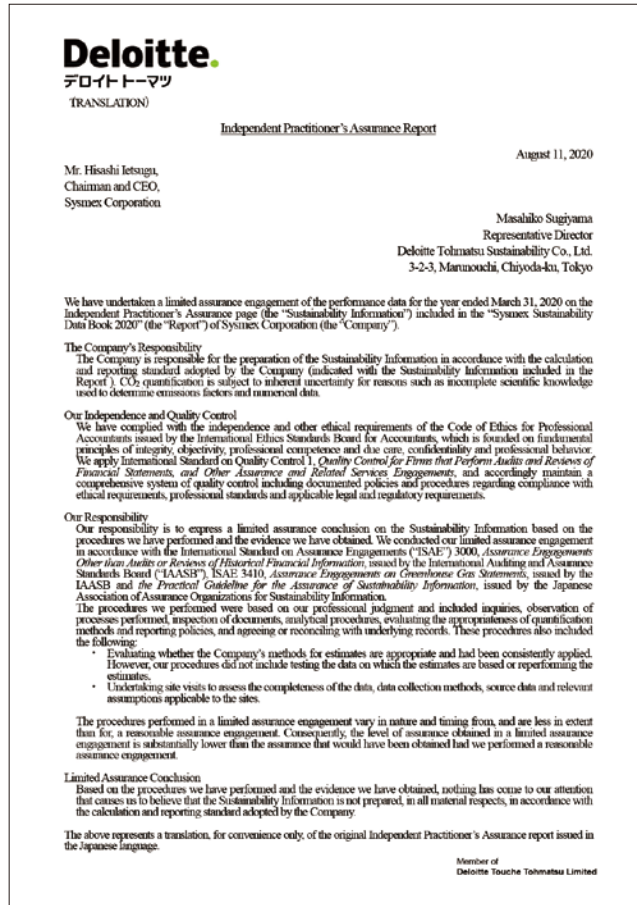 Deloitte.
デロイト トーマツ
(TRANSLATION)
Independent Practitioner's Assurance Report
August 11, 2020
Mr. Hisashi Ietsugu,
Chairman and CEO,
Sysmex Corporation
Masahiko Sugiyama
Representative Director
Deloitte Tohmatsu Sustainability Co., Ltd.
3-2-3, Marunouchi, Chiyoda-ku, Tokyo
We have undertaken a limited assurance engagement of the performance data for the year ended March 31, 2020 on the
Independent Practitioner's Assurance page (the "Sustainability Information") included in the "Sysmex Sustainability
Data Book 2020" (the "Report") of Sysmex Corporation (the "Company").
The Company's Responsibility
The Company is responsible for the preparation of the Sustainability Information in accordance with the calculation
and reporting standard adopted by the Company (indicated with the Sustainability Information included in the
Report ). CO₂ quantification is subject to inherent uncertainty for reasons such as incomplete scientific knowledge
used to determine emissions factors and numerical data.
Our Independence and Quality Control
We have complied with the independence and other ethical requirements of the Code of Ethics for Professional
Accountants issued by the International Ethics Standards Board for Accountants, which is founded on fundamental
principles of integrity, objectivity, professional competence and due care, confidentiality and professional behavior.
We apply International Standard on Quality Control 1, Quality Control for Firms that Perform Audits and Reviews of
Financial Statements, and Other Assurance and Related Services Engagements, and accordingly maintain a
comprehensive system of quality control including documented policies and procedures regarding compliance with
ethical requirements, professional standards and applicable legal and regulatory requirements.
Our Responsibility
Our responsibility is to express a limited assurance conclusion on the Sustainability Information based on the
procedures we have performed and the evidence we have obtained. We conducted our limited assurance engagement
in accordance with the International Standard on Assurance Engagements ("ISAE") 3000, Assurance Engagements
Other than Audits or Reviews of Historical Financial Information, issued by the International Auditing and Assurance
Standards Board ("IAASB"), ISAE 3410, Assurance Engagements on Greenhouse Gas Statements, issued by the
IAASB and the Practical Guideline for the Assurance of Sustainability Information, issued by the Japanese
Association of Assurance Organizations for Sustainability Information.
The procedures we performed were based on our professional judgment and included inquiries, observation of
processes performed, inspection of documents, analytical procedures, evaluating the appropriateness of quantification
methods and reporting policies, and agreeing or reconciling with underlying records. These procedures also included
the following:
・ Evaluating whether the Company's methods for estimates are appropriate and had been consistently applied.
However, our procedures did not include testing the data on which the estimates are based or reperforming the
estimates.
・ Undertaking site visits to assess the completeness of the data, data collection methods, source data and relevant
assumptions applicable to the sites.
The procedures performed in a limited assurance engagement vary in nature and timing from, and are less in extent
than for, a reasonable assurance engagement. Consequently, the level of assurance obtained in a limited assurance
engagement is substantially lower than the assurance that would have been obtained had we performed a reasonable
assurance engagement.
Limited Assurance Conclusion
Based on the procedures we have performed and the evidence we have obtained, nothing has come to our attention
that causes us to believe that the Sustainability Information is not prepared, in all material respects, in accordance with
the calculation and reporting standard adopted by the Company.
The above represents a translation, for convenience only, of the original Independent Practitioner's Assurance report issued in
the Japanese language.
Member of
Deloitte Touche Tohmatsu Limited